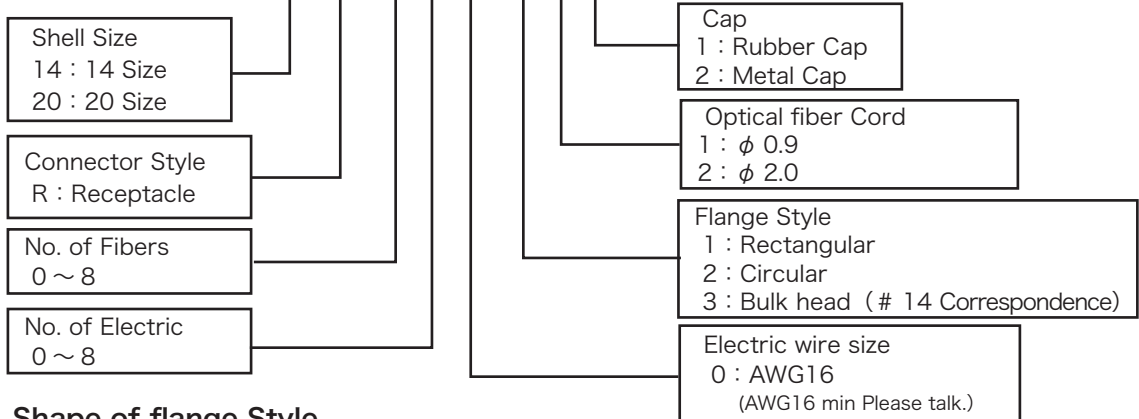 Shell Size
14：14 Size
20：20 Size
Connector Style
R：Receptacle
No. of Fibers
0～8
No. of Electric
0～8
Cap
1：Rubber Cap
2：Metal Cap
Optical fiber Cord
1：φ 0.9
2：φ 2.0
Flange Style
1：Rectangular
2：Circular
3：Bulk head（# 14 Correspondence）
Electric wire size
0：AWG16
(AWG16 min Please talk.)
Shape of flange Style